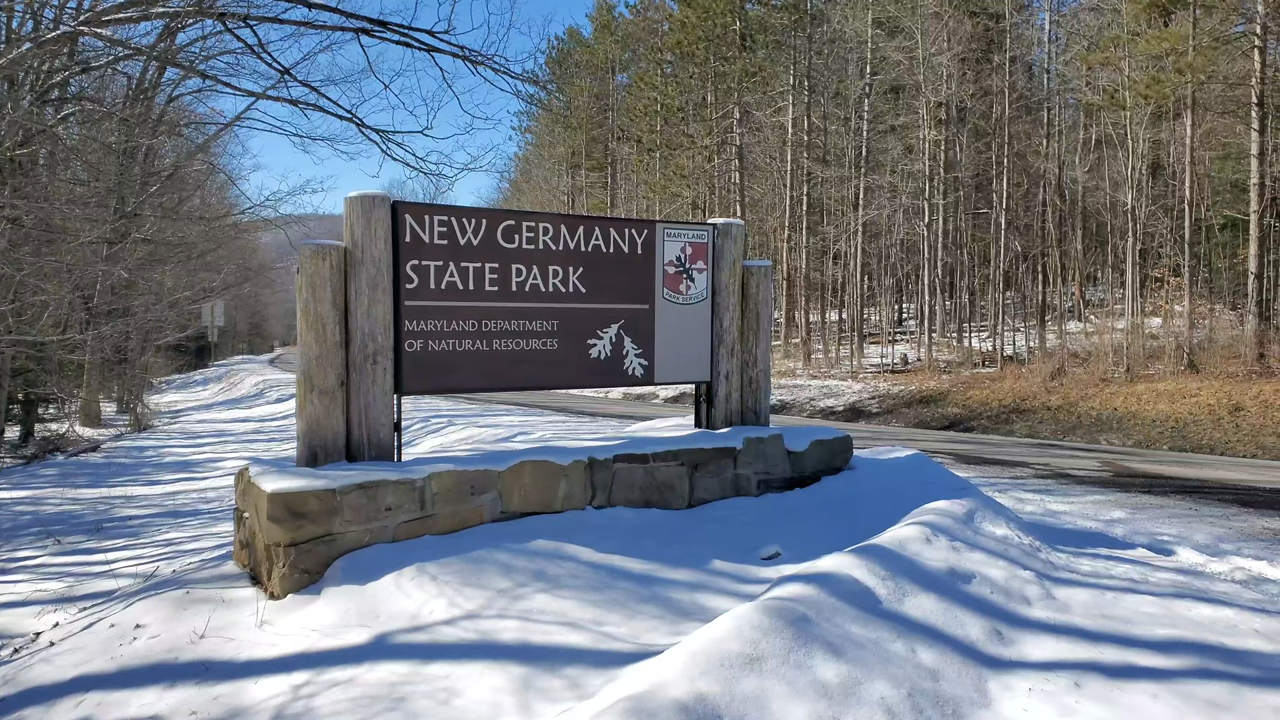 NEW GERMANY
STATE PARK
MARYLAND DEPARTMENT
OF NATURAL RESOURCES
MARYLAND
PARK SERVICE